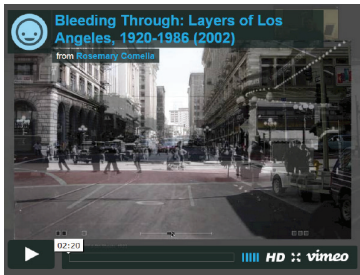 Bleeding Through: Layers of Los
Angeles, 1920-1986 (2002)
from Rosemary Comella
02:20
HD vimeo